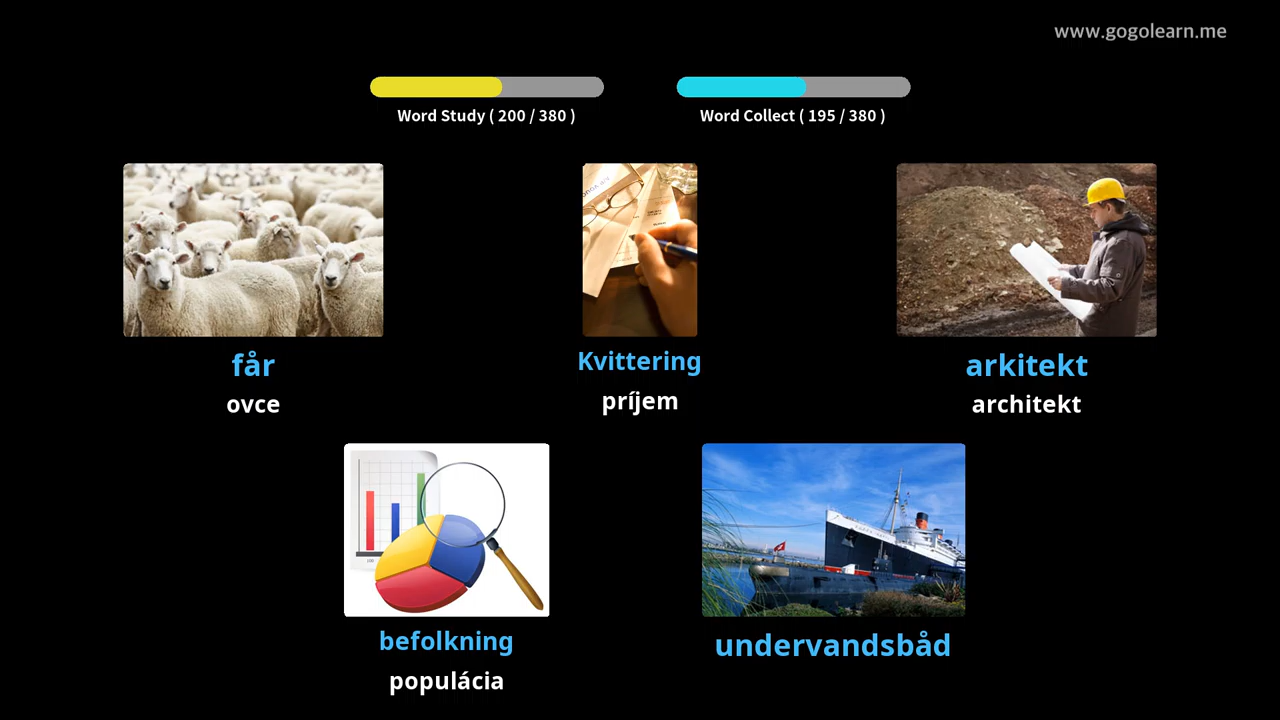 www.gogolearn.me
Word Study ( 200 / 380 )
Word Collect ( 195 / 380 )
får
ovce
Kvittering
príjem
arkitekt
architekt
befolkning
populácia
undervandsbåd